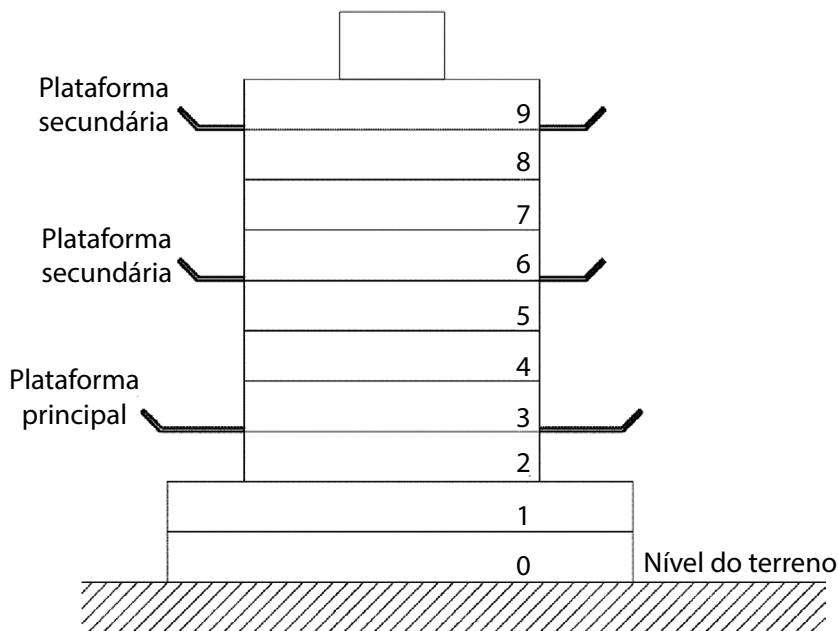 Plataforma
secundária
9
8
7
Plataforma
secundária
6
5
4
Plataforma
principal
3
2
1
0
Nível do terreno